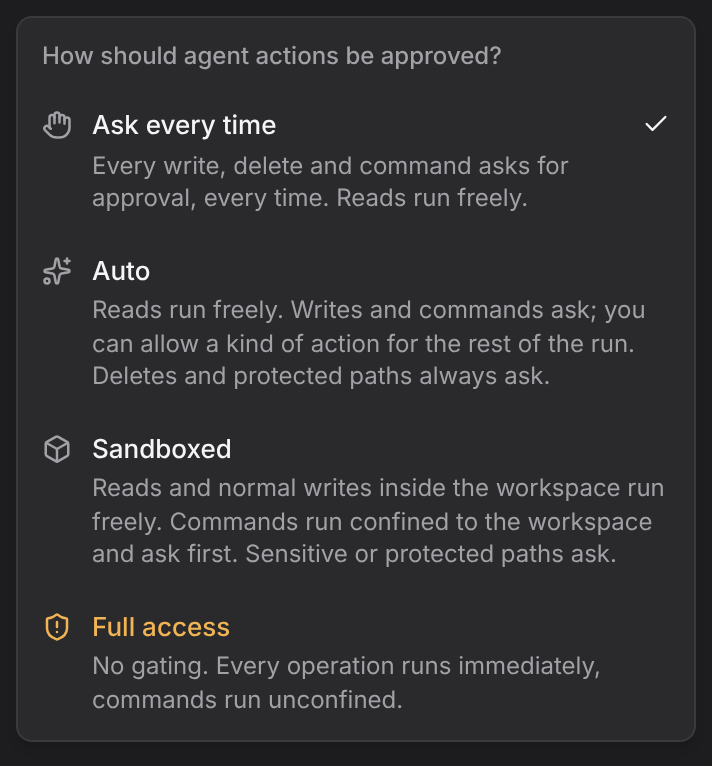 How should agent actions be approved?
Ask every time
Every write, delete and command asks for
approval, every time. Reads run freely.
Auto
Reads run freely. Writes and commands ask; you
can allow a kind of action for the rest of the run.
Deletes and protected paths always ask.
Sandboxed
Reads and normal writes inside the workspace run
freely. Commands run confined to the workspace
and ask first. Sensitive or protected paths ask.
Full access
No gating. Every operation runs immediately,
commands run unconfined.